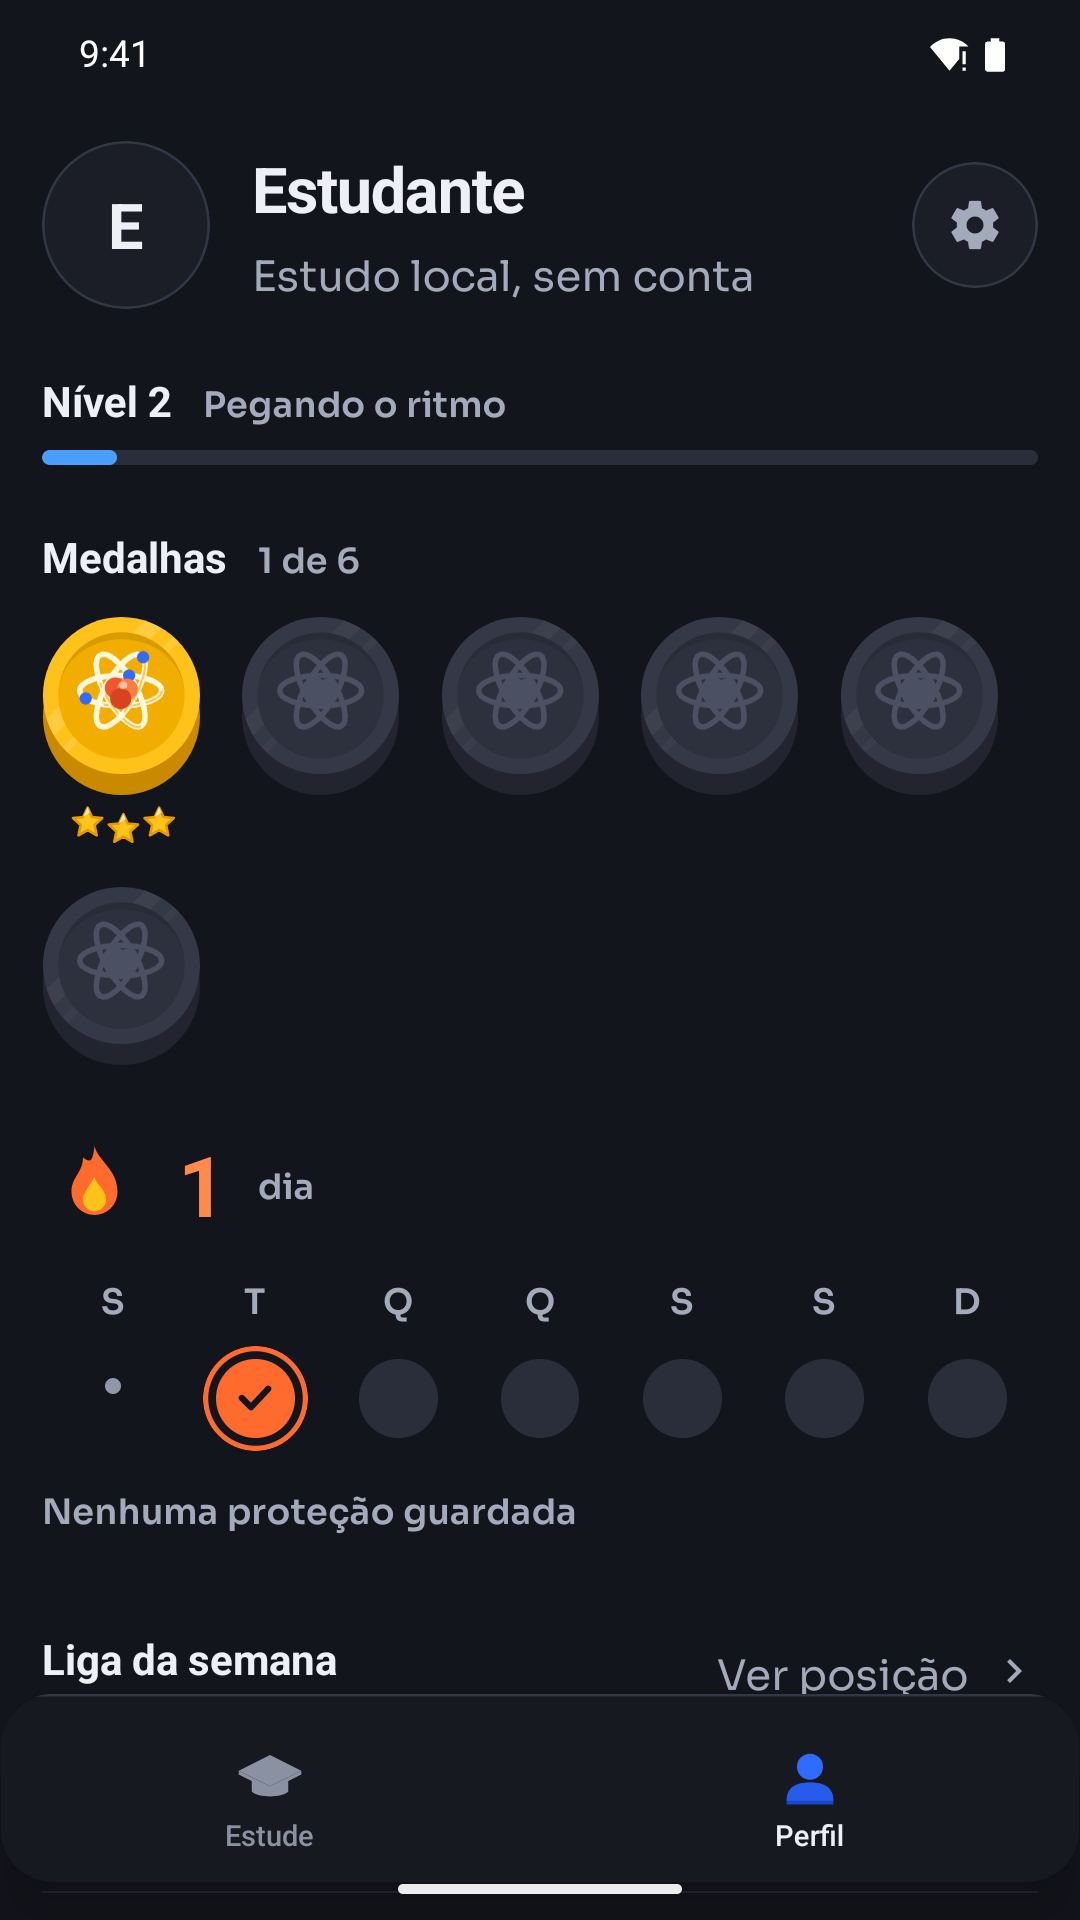 9:41
E
Estudante
Estudo local, sem conta
Nível 2 Pegando o ritmo
Medalhas 1 de 6
1 dia
S T Q Q S S D
Nenhuma proteção guardada
Liga da semana Ver posição
Estude Perfil